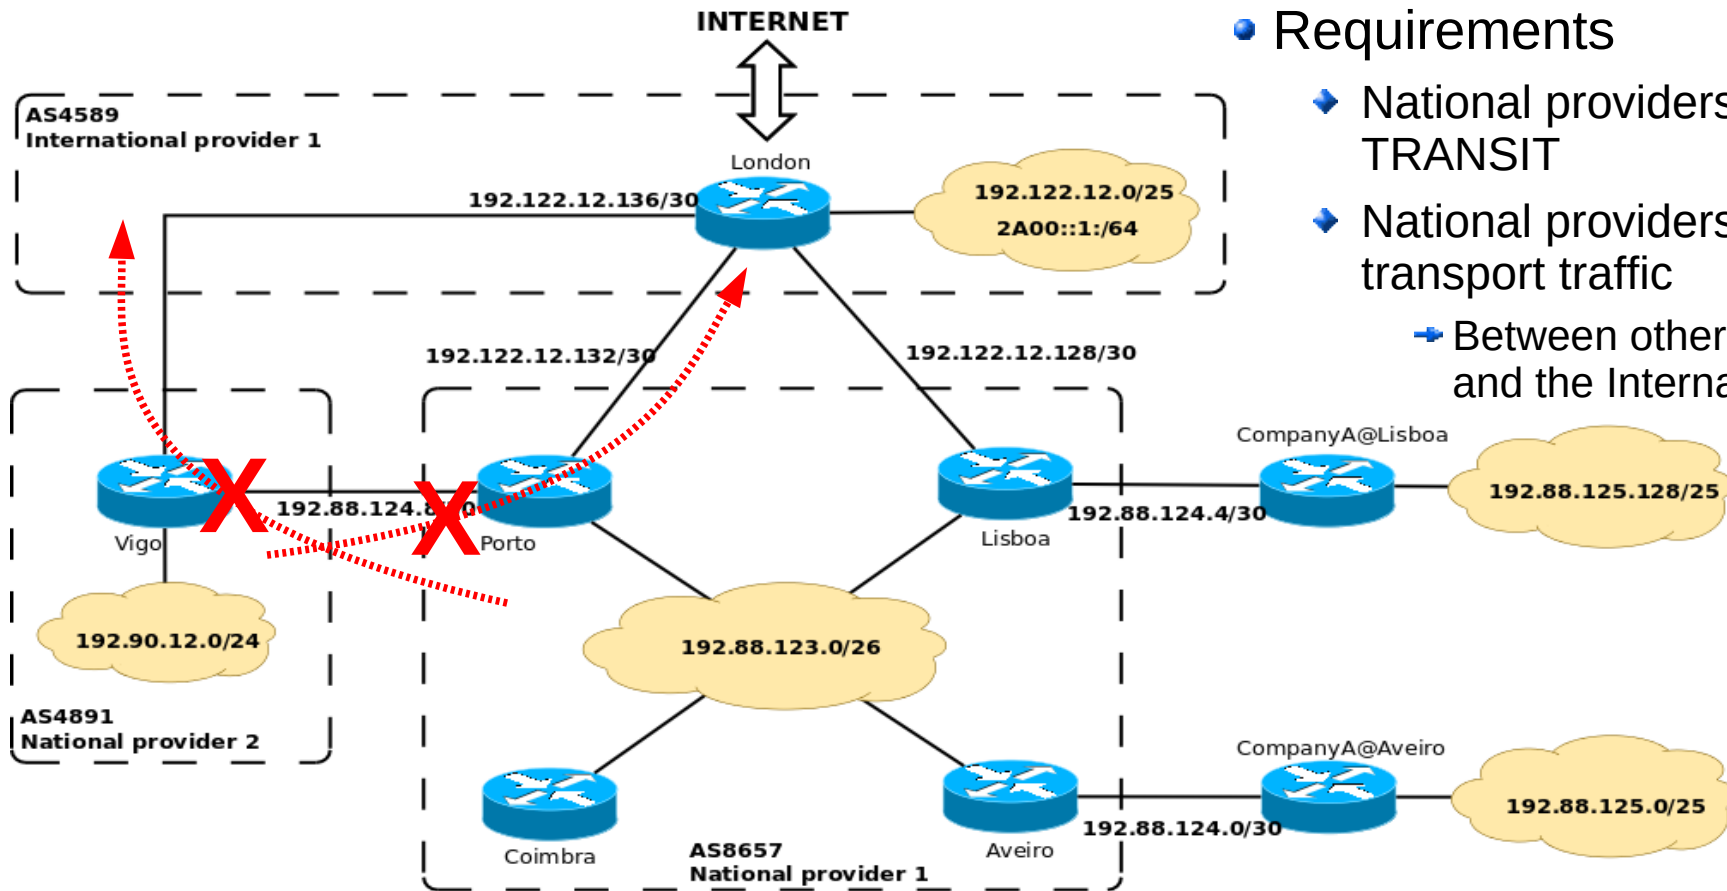 INTERNET
Requirements
National providers
TRANSIT
National providers
transport traffic
Between other
and the Interna
AS4589
International provider 1
London
192.122.12.136/30
192.122.12.0/25
2A00::1:/64
192.122.12.132/30
192.122.12.128/30
CompanyA@Lisboa
192.88.125.128/25
192.88.124.8
X
X
192.88.124.4/30
Vigo
Porto
Lisboa
192.90.12.0/24
192.88.123.0/26
AS4891
National provider 2
CompanyA@Aveiro
192.88.125.0/25
192.88.124.0/30
Coimbra
Aveiro
AS8657
National provider 1